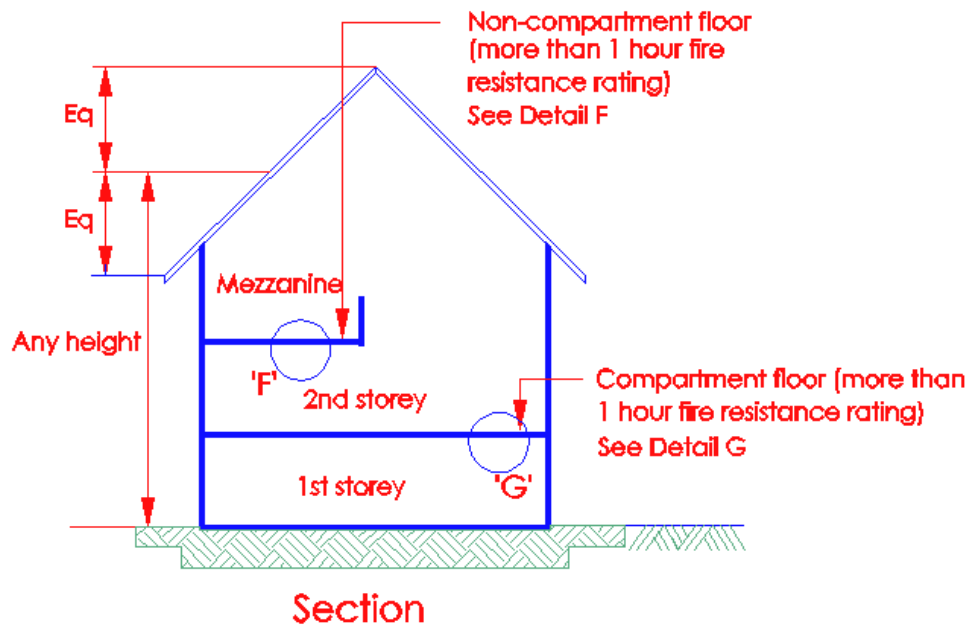 Non-compartment floor
(more than 1 hour fire
resistance rating)
See Detail F
Eq
Eq
Mezzanine
Any height
'F'
2nd storey
Compartment floor (more than
1 hour fire resistance rating)
See Detail G
1st storey
'G'
Section